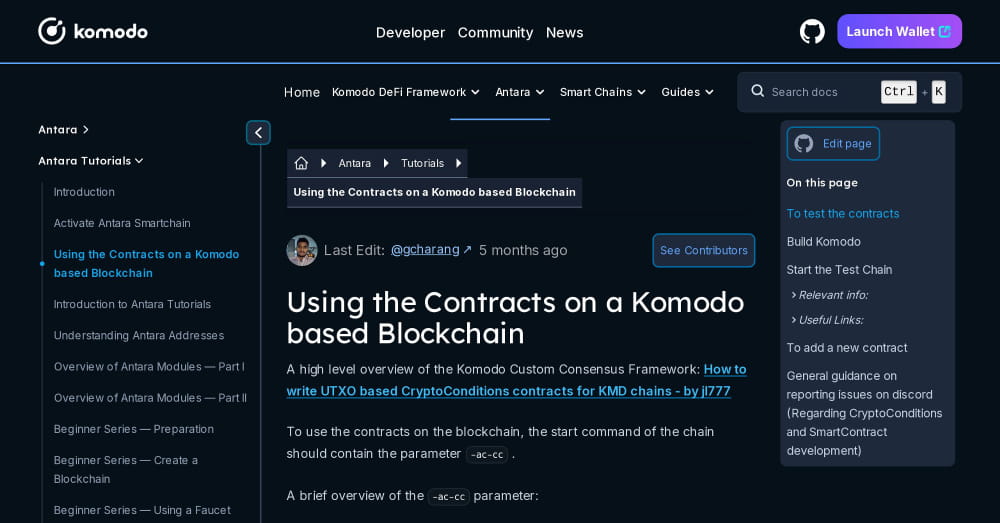 komodo
Developer Community News
Launch Wallet
Home Komodo DeFi Framework Antara Smart Chains Guides
Search docs Ctrl + K
Antara
Antara Tutorials
Introduction
Activate Antara Smartchain
Using the Contracts on a Komodo
based Blockchain
Introduction to Antara Tutorials
Understanding Antara Addresses
Overview of Antara Modules — Part I
Overview of Antara Modules — Part II
Beginner Series — Preparation
Beginner Series — Create a
Blockchain
Beginner Series — Using a Faucet
Antara Tutorials
Using the Contracts on a Komodo based Blockchain
Last Edit: @gcharang ↗ 5 months ago
See Contributors
Using the Contracts on a Komodo
based Blockchain
A high level overview of the Komodo Custom Consensus Framework: How to
write UTXO based CryptoConditions contracts for KMD chains - by jl777
To use the contracts on the blockchain, the start command of the chain
should contain the parameter -ac-cc .
A brief overview of the -ac-cc parameter:
Edit page
On this page
To test the contracts
Build Komodo
Start the Test Chain
Relevant info:
Useful Links:
To add a new contract
General guidance on
reporting issues on discord
(Regarding CryptoConditions
and SmartContract
development)